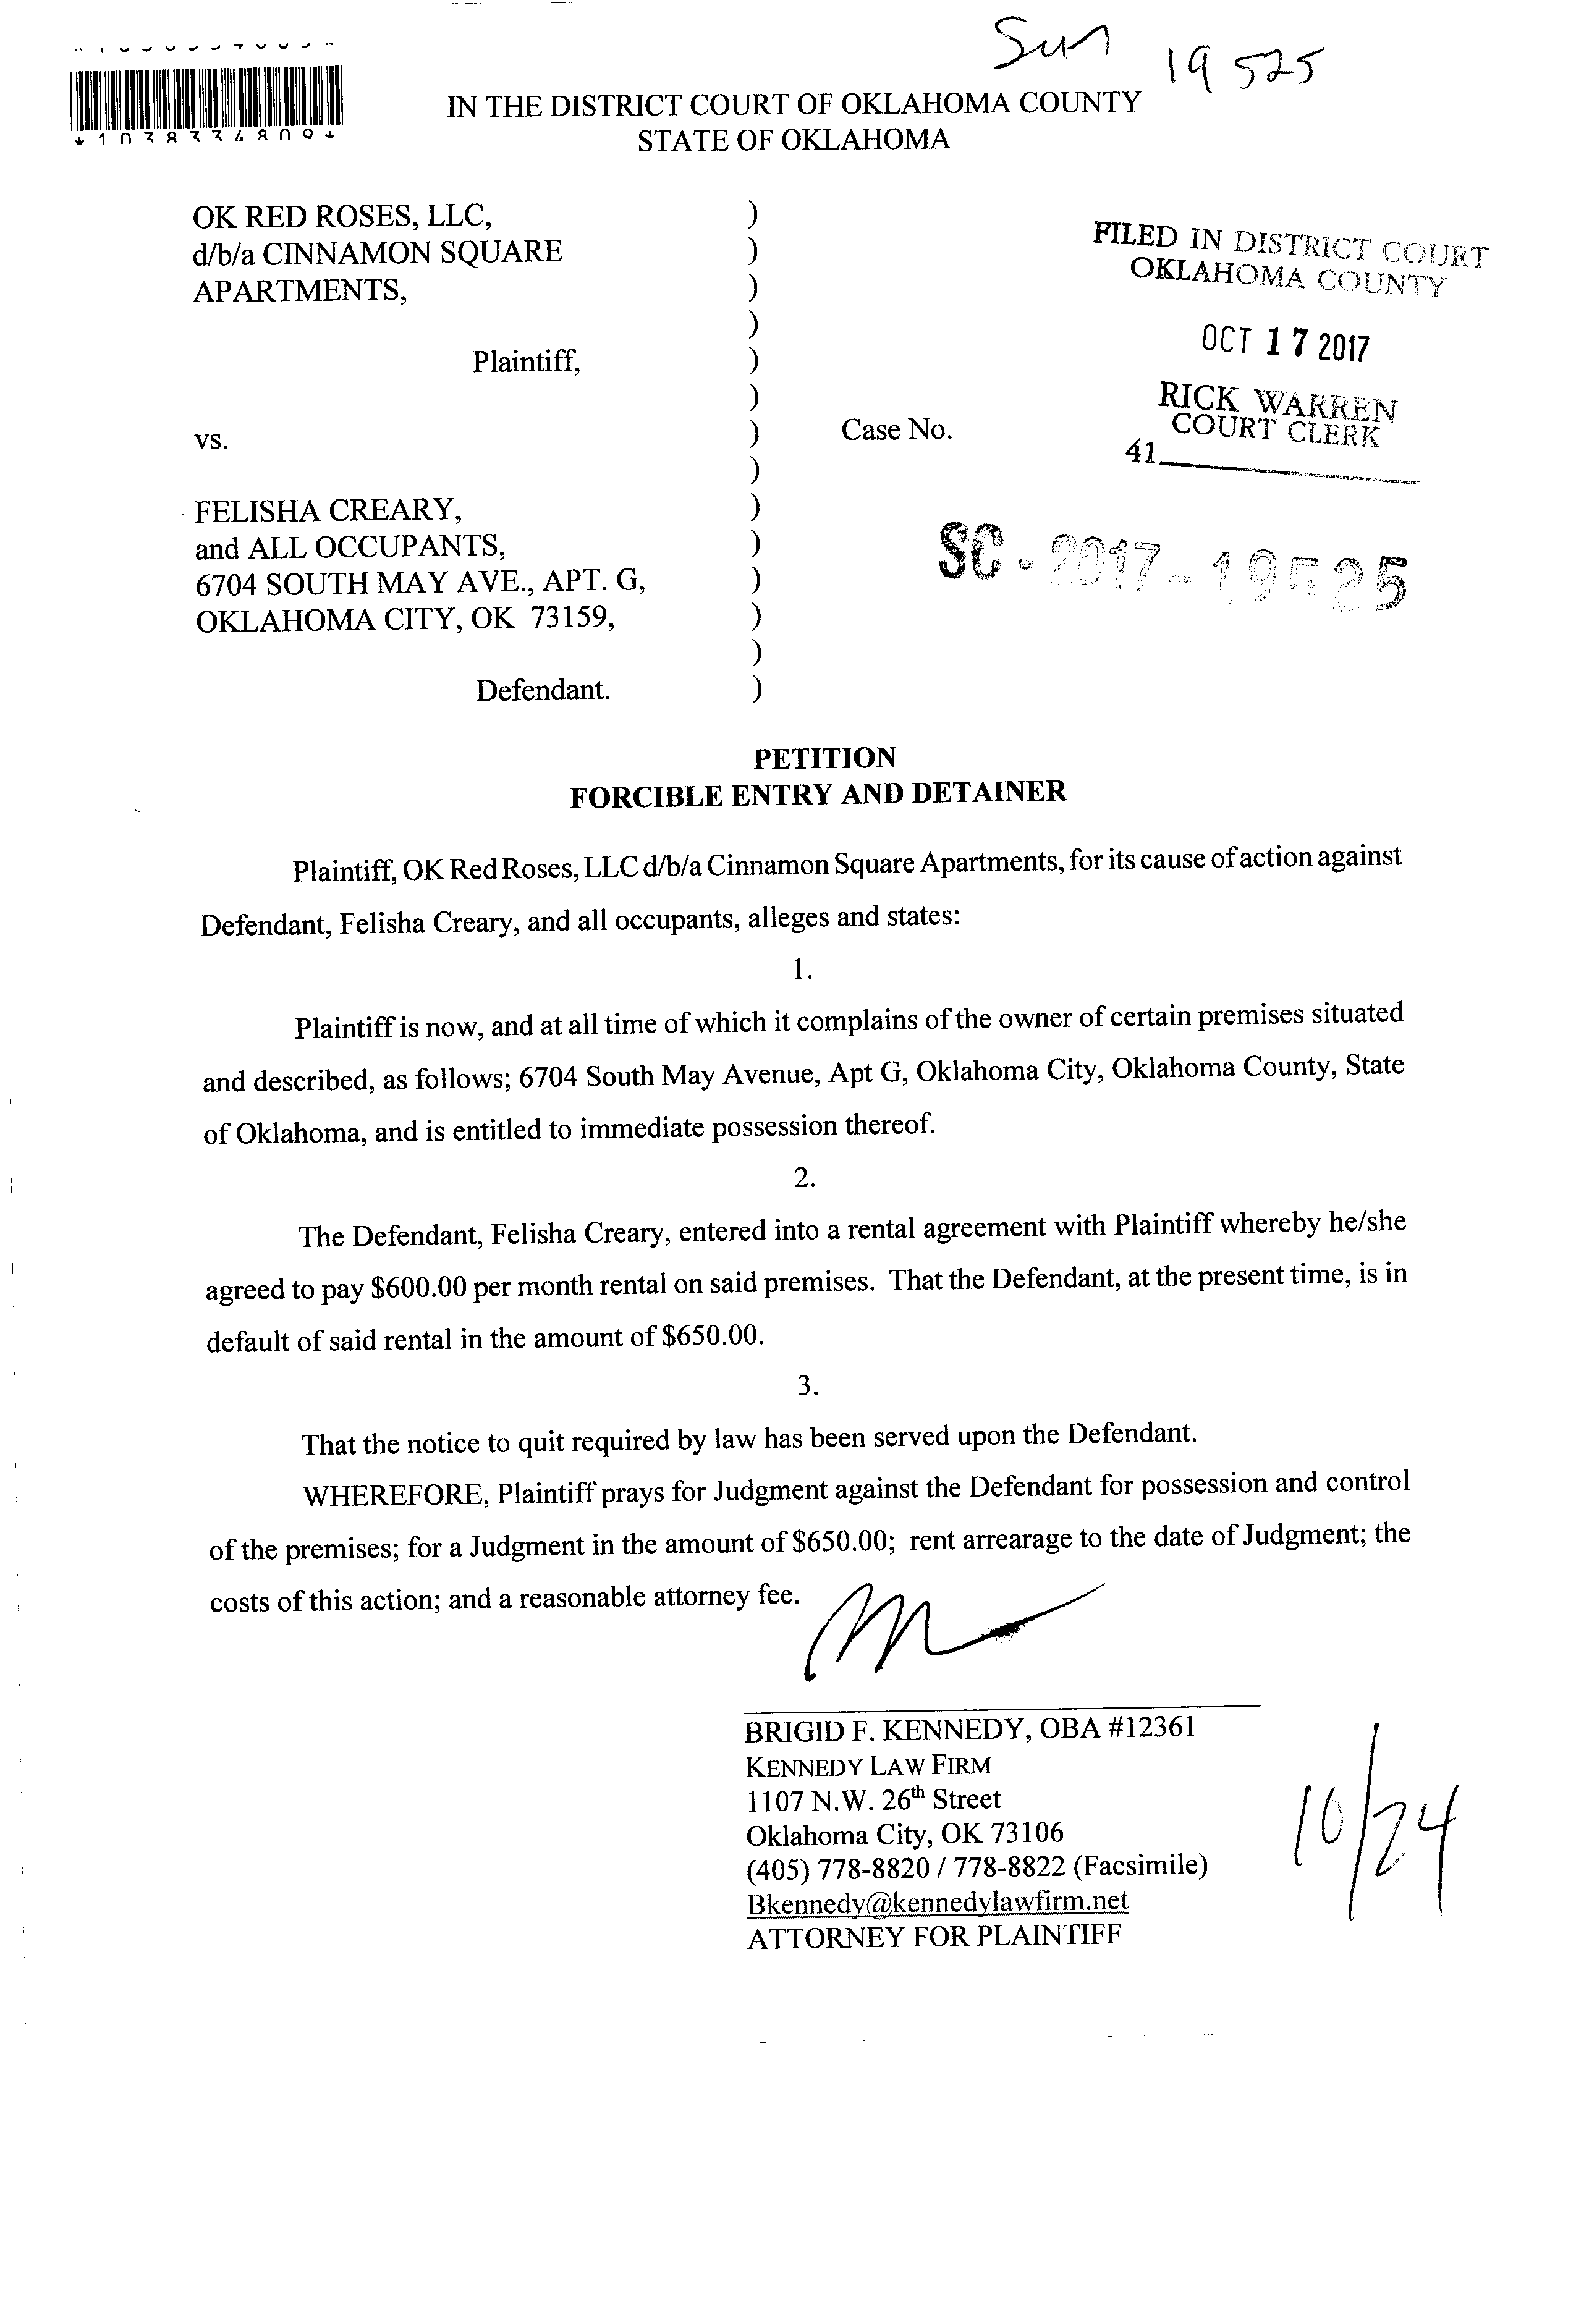 19 525
*1038334809*
IN THE DISTRICT COURT OF OKLAHOMA COUNTY
STATE OF OKLAHOMA
OK RED ROSES, LLC,
d/b/a CINNAMON SQUARE
APARTMENTS,
Plaintiff,
vs.
FELISHA CREARY,
and ALL OCCUPANTS,
6704 SOUTH MAY AVE., APT. G,
OKLAHOMA CITY, OK 73159,
Defendant.
)
)
)
)
)
)
)
)
)
)
)
)
)
)
Case No.
FILED IN DISTRICT COURT
OKLAHOMA COUNTY
OCT 17 2017
RICK WARREN
COURT CLERK
41
SC - 2017 - 19525
PETITION
FORCIBLE ENTRY AND DETAINER
Plaintiff, OK Red Roses, LLC d/b/a Cinnamon Square Apartments, for its cause of action against
Defendant, Felisha Creary, and all occupants, alleges and states:
1.
Plaintiff is now, and at all time of which it complains of the owner of certain premises situated
and described, as follows; 6704 South May Avenue, Apt G, Oklahoma City, Oklahoma County, State
of Oklahoma, and is entitled to immediate possession thereof.
2.
The Defendant, Felisha Creary, entered into a rental agreement with Plaintiff whereby he/she
agreed to pay $600.00 per month rental on said premises. That the Defendant, at the present time, is in
default of said rental in the amount of $650.00.
3.
That the notice to quit required by law has been served upon the Defendant.
WHEREFORE, Plaintiff prays for Judgment against the Defendant for possession and control
of the premises; for a Judgment in the amount of $650.00; rent arrearage to the date of Judgment; the
costs of this action; and a reasonable attorney fee.
BRIGID F. KENNEDY, OBA #12361
KENNEDY LAW FIRM
1107 N.W. 26th Street
Oklahoma City, OK 73106
(405) 778-8820 / 778-8822 (Facsimile)
Bkennedy@kennedylawfirm.net
ATTORNEY FOR PLAINTIFF
10/24